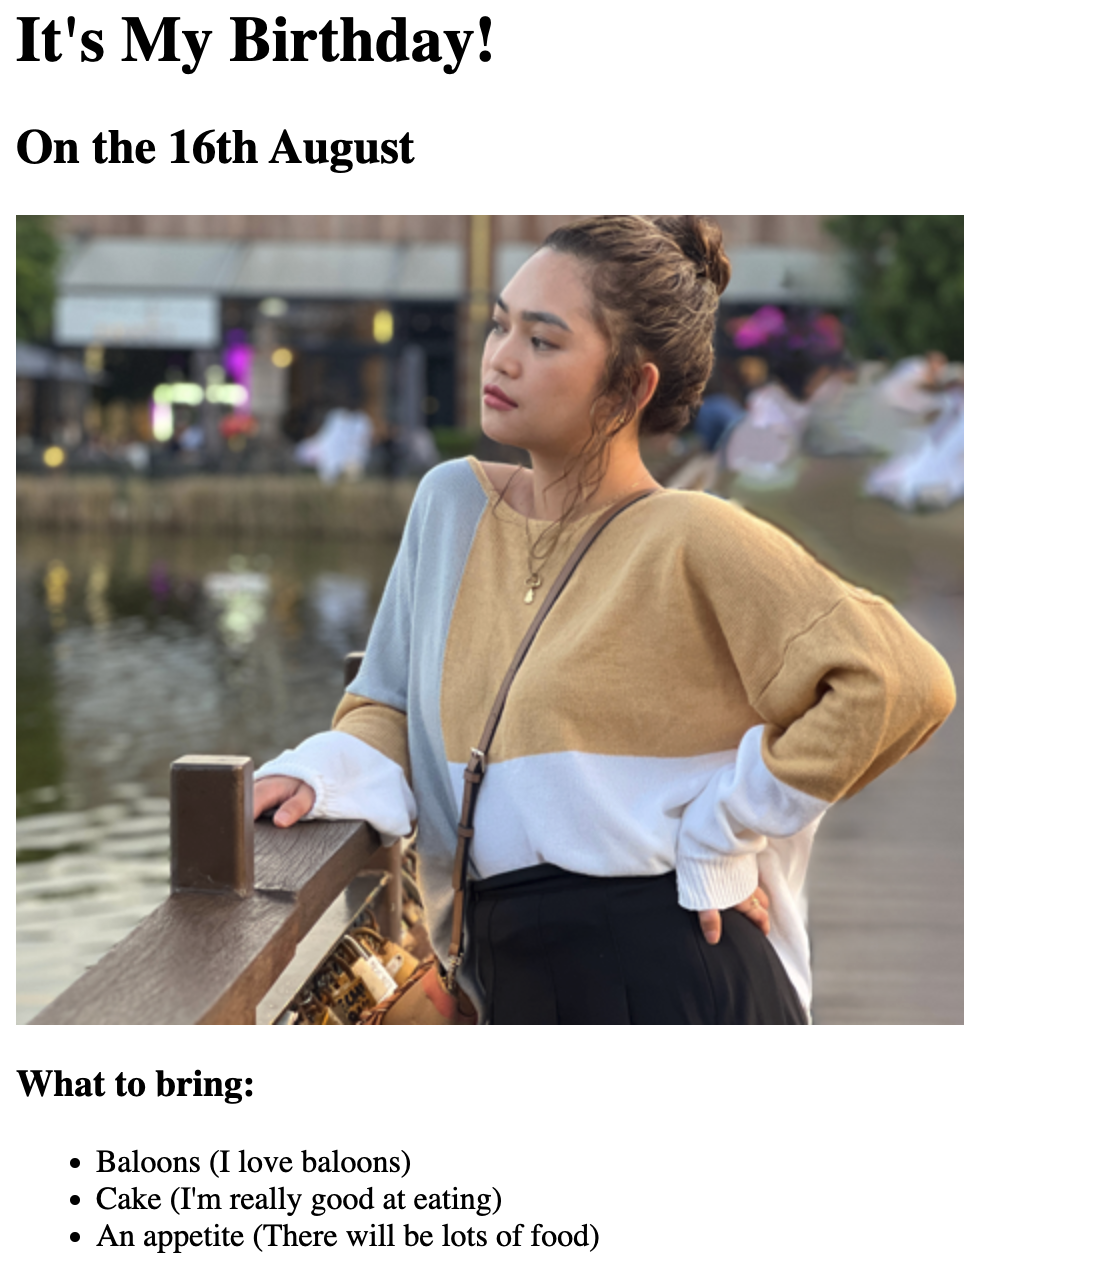 It's My Birthday!
On the 16th August
What to bring:
Baloons (I love baloons)
Cake (I'm really good at eating)
An appetite (There will be lots of food)